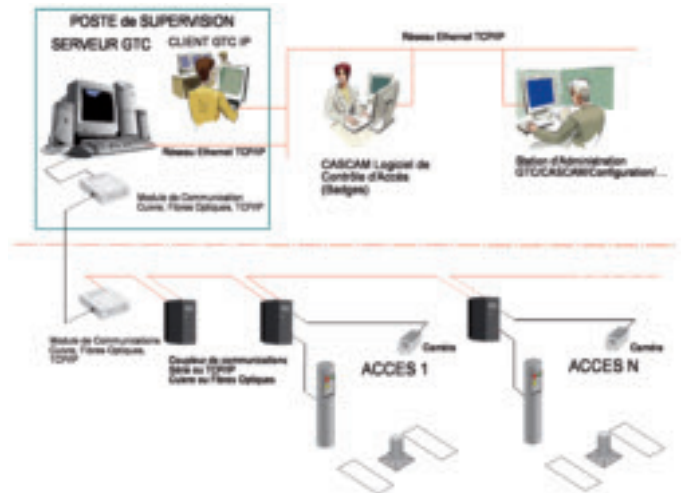 POSTE de SUPERVISION
SERVEUR GTC
CLIENT GTC IP
Réseau Ethernet TCP/IP
Réseau Ethernet TCP/IP
CASCAM Logiciel de
Contrôle d'Accès
(Badges)
Station d'Administration
GTC/CASCAM/Configuration/...
Module de Communication
Cuivre, Fibres Optiques, TCP/IP
Module de Communications
Cuivre, Fibres Optiques,
TCP/IP
Coupleur de communications
Série ou TCP/IP
Cuivre ou Fibres Optiques
Caméra
ACCES 1
Caméra
ACCES N